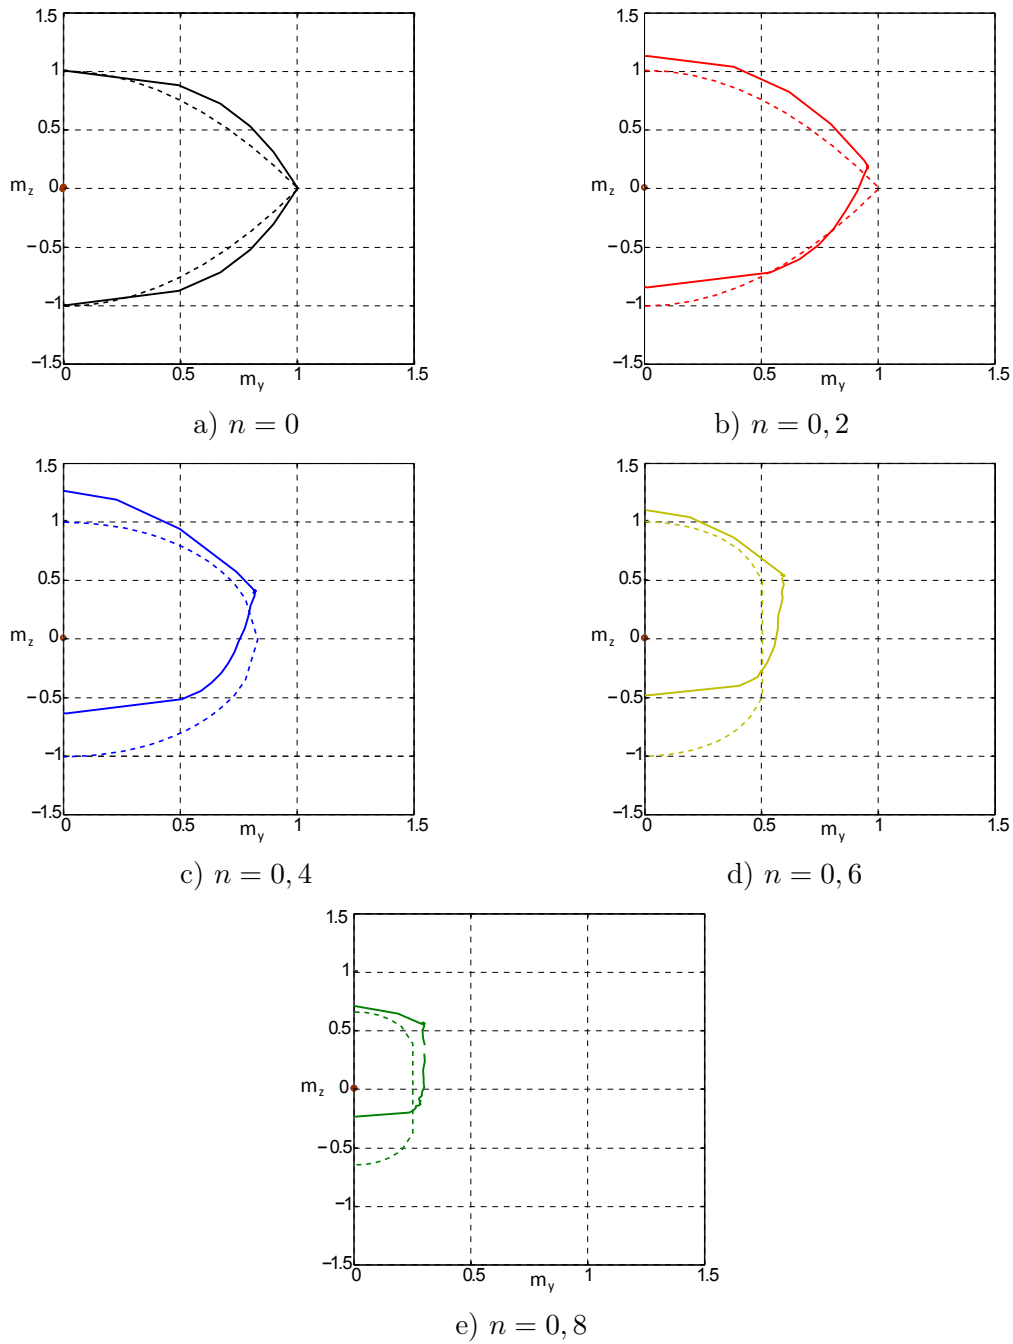 1.5 1.5
1 1
0.5 0.5
m_z 0 m_z 0
−0.5 −0.5
−1 −1
−1.5 −1.5
0 0.5 1 1.5 0 0.5 1 1.5
m_y m_y
a) n = 0 b) n = 0, 2
1.5 1.5
1 1
0.5 0.5
m_z 0 m_z 0
−0.5 −0.5
−1 −1
−1.5 −1.5
0 0.5 1 1.5 0 0.5 1 1.5
m_y m_y
c) n = 0, 4 d) n = 0, 6
1.5
1
0.5
m_z 0
−0.5
−1
−1.5
0 0.5 1 1.5
m_y
e) n = 0, 8